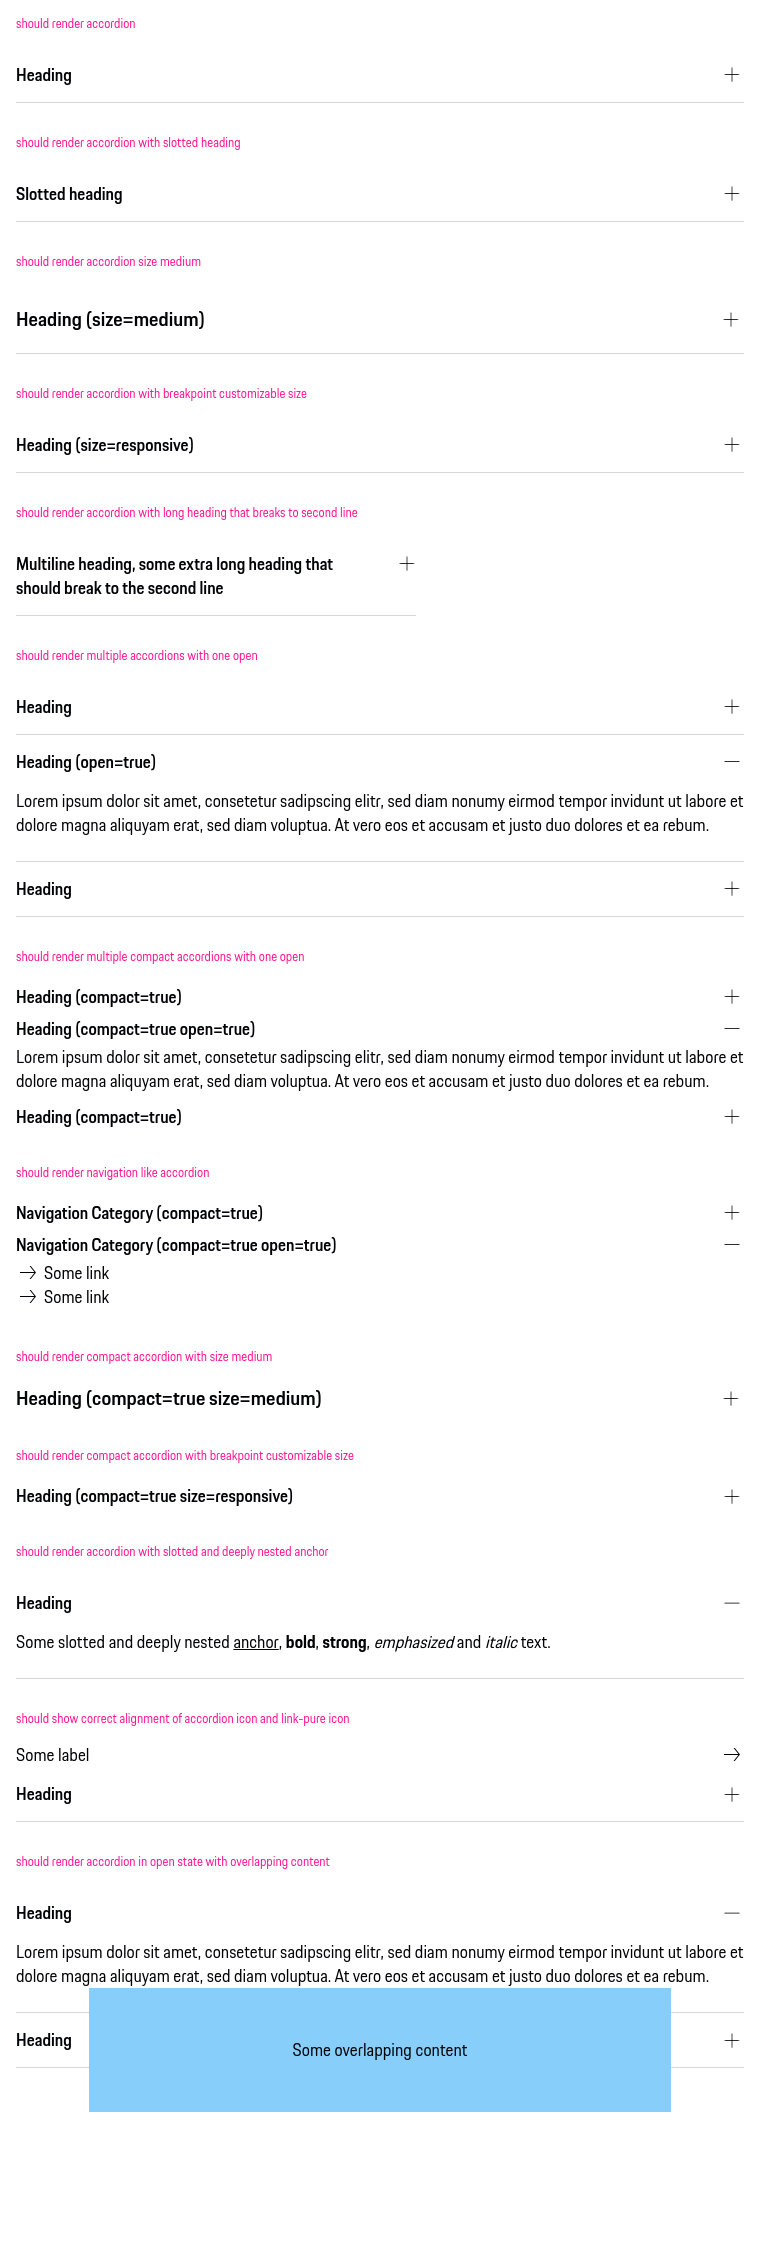 should render accordion
Heading
should render accordion with slotted heading
Slotted heading
should render accordion size medium
Heading (size=medium)
should render accordion with breakpoint customizable size
Heading (size=responsive)
should render accordion with long heading that breaks to second line
Multiline heading, some extra long heading that
should break to the second line
should render multiple accordions with one open
Heading
Heading (open=true)
Lorem ipsum dolor sit amet, consetetur sadipscing elitr, sed diam nonumy eirmod tempor invidunt ut labore et
dolore magna aliquyam erat, sed diam voluptua. At vero eos et accusam et justo duo dolores et ea rebum.
Heading
should render multiple compact accordions with one open
Heading (compact=true)
Heading (compact=true open=true)
Lorem ipsum dolor sit amet, consetetur sadipscing elitr, sed diam nonumy eirmod tempor invidunt ut labore et
dolore magna aliquyam erat, sed diam voluptua. At vero eos et accusam et justo duo dolores et ea rebum.
Heading (compact=true)
should render navigation like accordion
Navigation Category (compact=true)
Navigation Category (compact=true open=true)
Some link
Some link
should render compact accordion with size medium
Heading (compact=true size=medium)
should render compact accordion with breakpoint customizable size
Heading (compact=true size=responsive)
should render accordion with slotted and deeply nested anchor
Heading
Some slotted and deeply nested anchor, bold, strong, emphasized and italic text.
should show correct alignment of accordion icon and link-pure icon
Some label
Heading
should render accordion in open state with overlapping content
Heading
Lorem ipsum dolor sit amet, consetetur sadipscing elitr, sed diam nonumy eirmod tempor invidunt ut labore et
dolore magna aliquyam erat, sed diam voluptua. At vero eos et accusam et justo duo dolores et ea rebum.
Heading
Some overlapping content